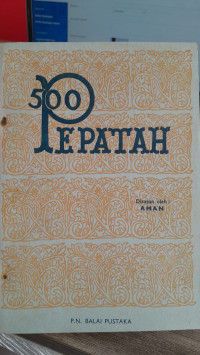 500
PEPATAH
Disusun oleh :
AMAN
P.N. BALAI PUSTAKA